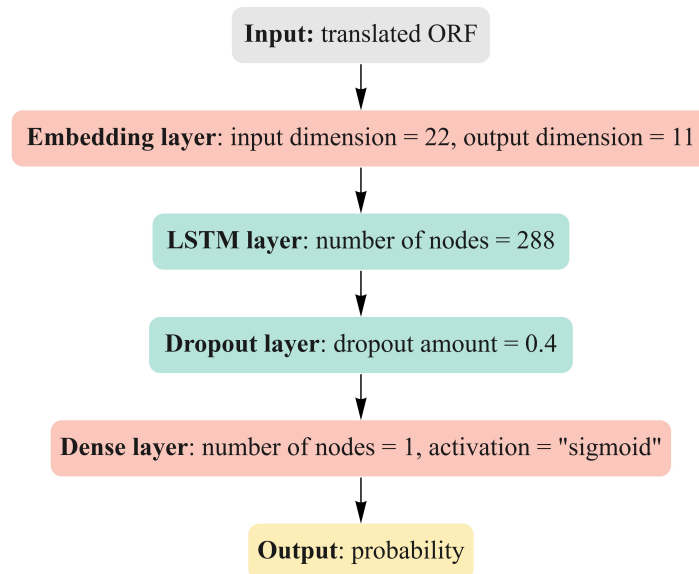 Input: translated ORF
Embedding layer: input dimension = 22, output dimension = 11
LSTM layer: number of nodes = 288
Dropout layer: dropout amount = 0.4
Dense layer: number of nodes = 1, activation = "sigmoid"
Output: probability